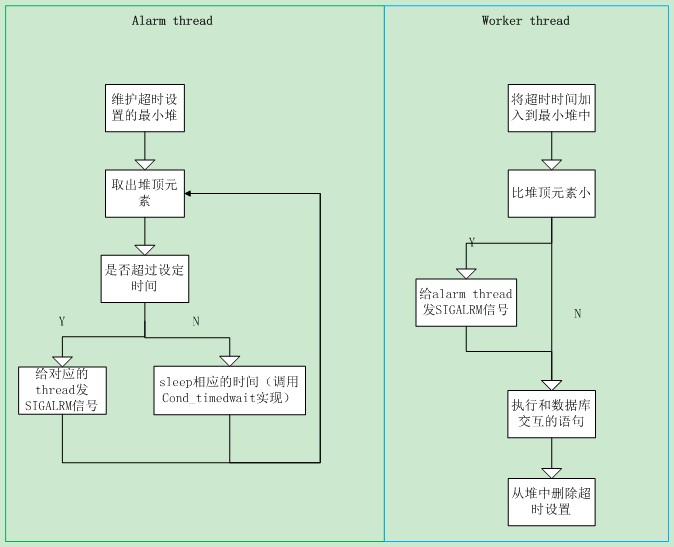 Alarm thread
维护超时设
置的最小堆
取出堆顶元
素
是否超过设定
时间
Y
N
给对应的
thread发
SIGALRM信号
sleep相应的时间（调用
Cond_timedwait实现）
Worker thread
将超时时间加
入到最小堆中
比堆顶元素小
Y
给alarm thread
发SIGALRM信号
N
执行和数据库
交互的语句
从堆中删除超
时设置